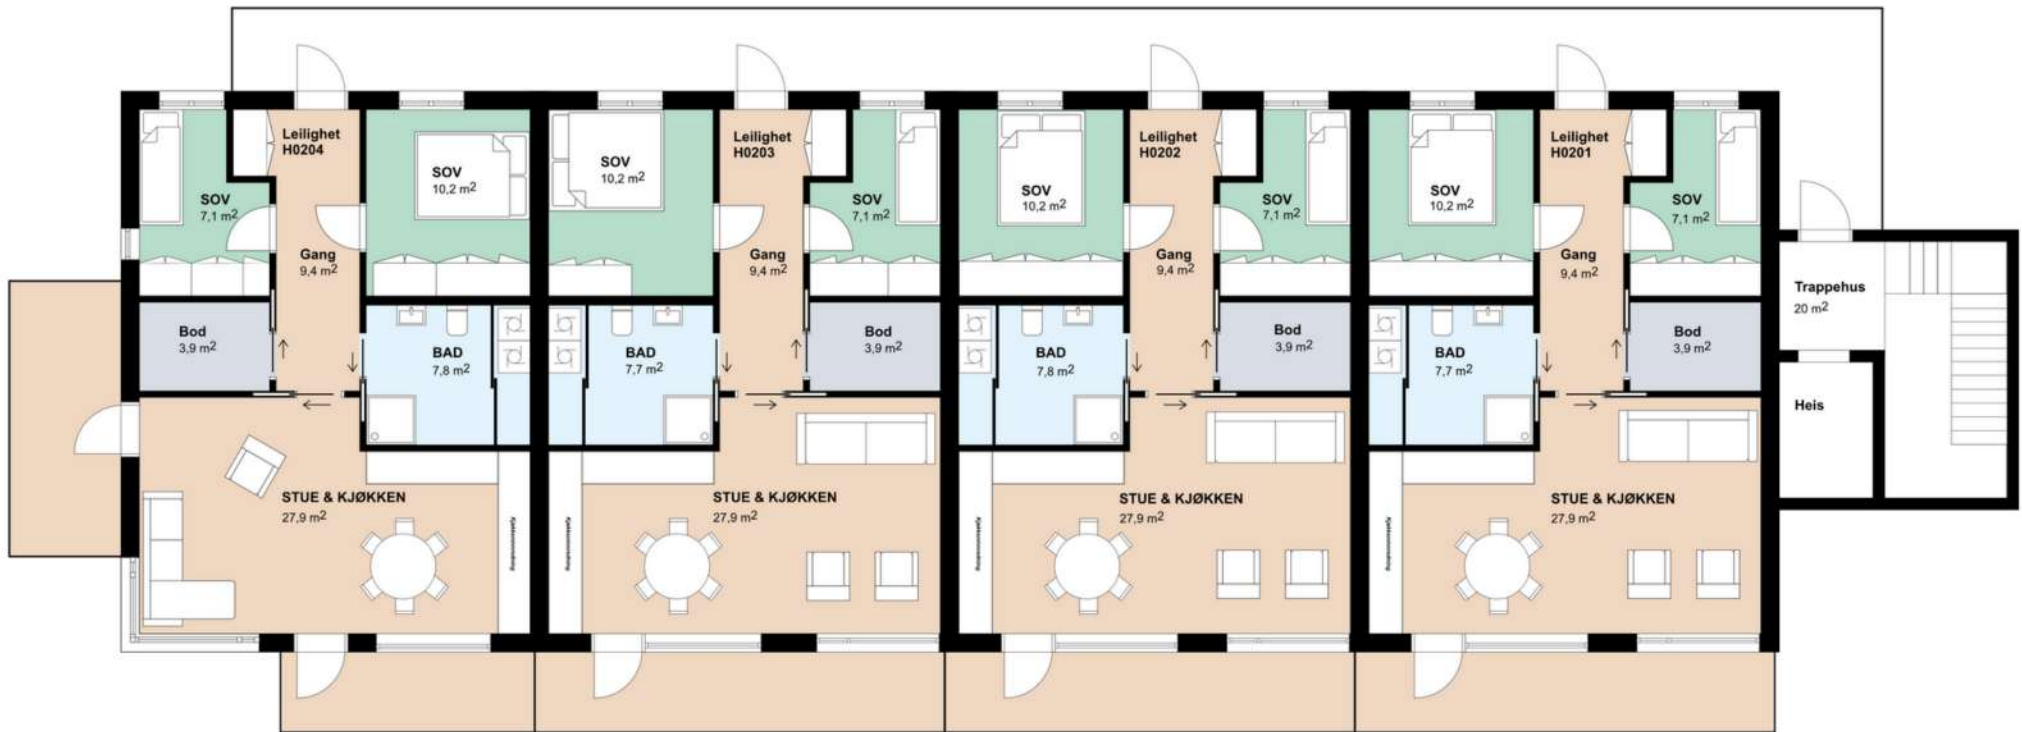 Leilighet
H0204
SOV
7,1 m²
SOV
10,2 m²
Gang
9,4 m²
Bod
3,9 m²
BAD
7,8 m²
STUE & KJØKKEN
27,9 m²
Leilighet
H0203
SOV
10,2 m²
SOV
7,1 m²
Gang
9,4 m²
BAD
7,7 m²
Bod
3,9 m²
STUE & KJØKKEN
27,9 m²
Leilighet
H0202
SOV
10,2 m²
SOV
7,1 m²
Gang
9,4 m²
BAD
7,8 m²
Bod
3,9 m²
STUE & KJØKKEN
27,9 m²
Leilighet
H0201
SOV
10,2 m²
SOV
7,1 m²
Gang
9,4 m²
BAD
7,7 m²
Bod
3,9 m²
STUE & KJØKKEN
27,9 m²
Trappehus
20 m²
Heis